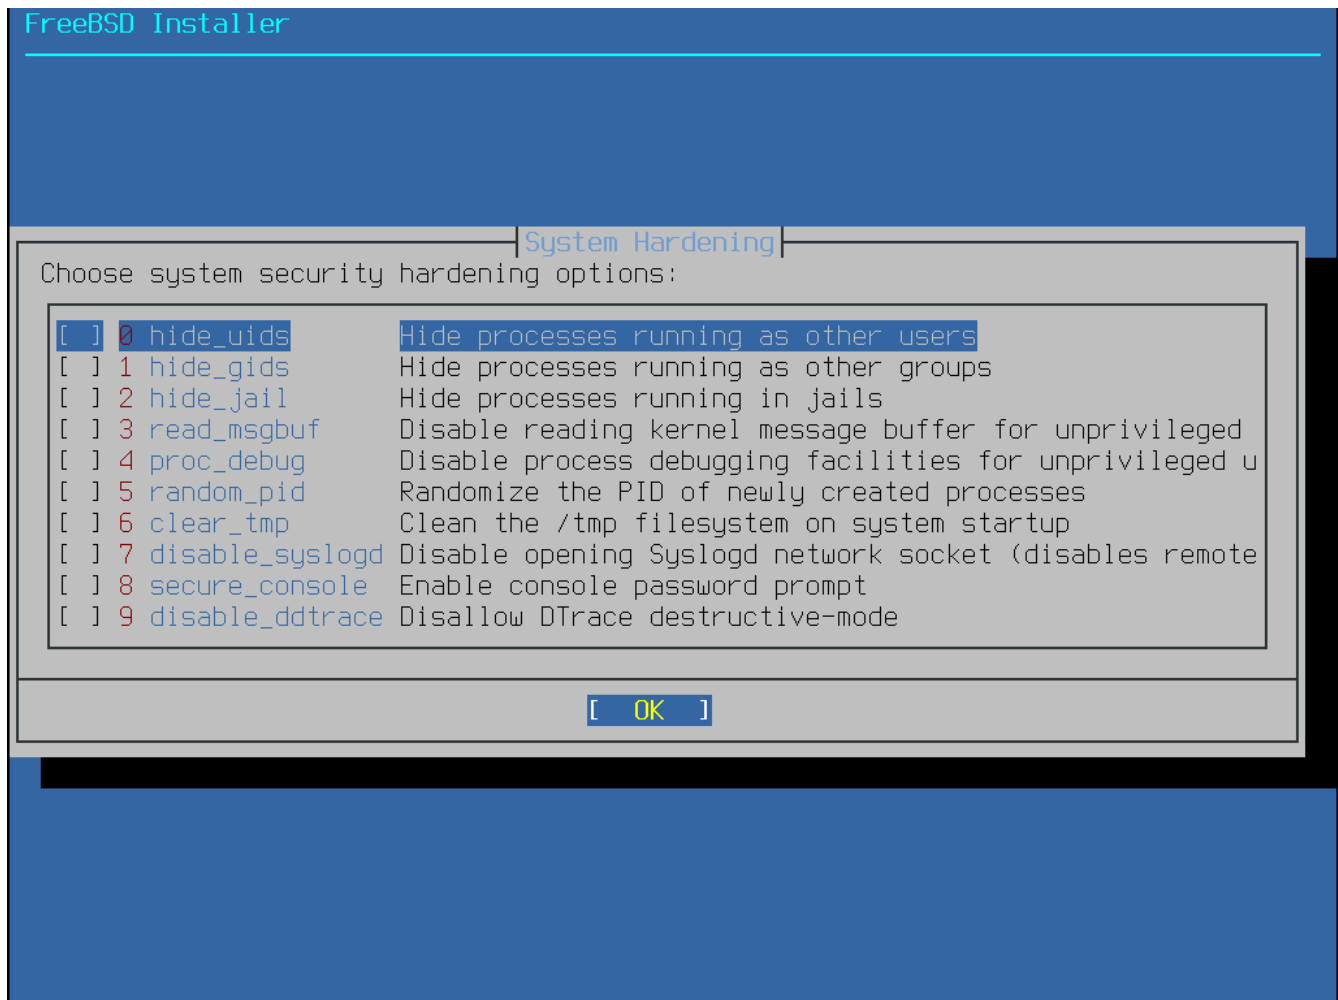 FreeBSD Installer
System Hardening
Choose system security hardening options:
[ ] 0 hide_uids Hide processes running as other users
[ ] 1 hide_gids Hide processes running as other groups
[ ] 2 hide_jail Hide processes running in jails
[ ] 3 read_msgbuf Disable reading kernel message buffer for unprivileged
[ ] 4 proc_debug Disable process debugging facilities for unprivileged u
[ ] 5 random_pid Randomize the PID of newly created processes
[ ] 6 clear_tmp Clean the /tmp filesystem on system startup
[ ] 7 disable_syslogd Disable opening Syslogd network socket (disables remote
[ ] 8 secure_console Enable console password prompt
[ ] 9 disable_ddtrace Disallow DTrace destructive-mode
[ OK ]